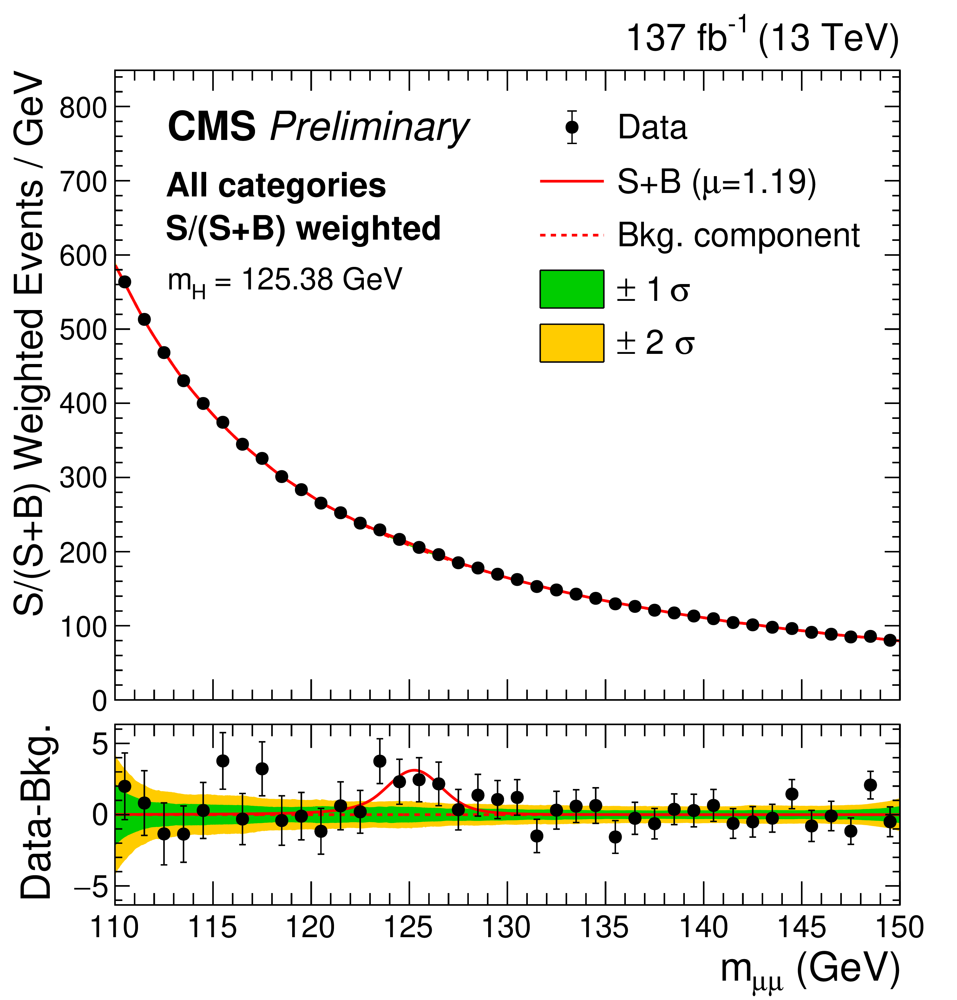 137 fb⁻¹ (13 TeV)
S/(S+B) Weighted Events / GeV
800
700
600
500
400
300
200
100
0
CMS Preliminary
All categories
S/(S+B) weighted
m_H = 125.38 GeV
Data
S+B (μ=1.19)
Bkg. component
± 1 σ
± 2 σ
Data-Bkg.
5
0
−5
110 115 120 125 130 135 140 145 150
m_μμ (GeV)